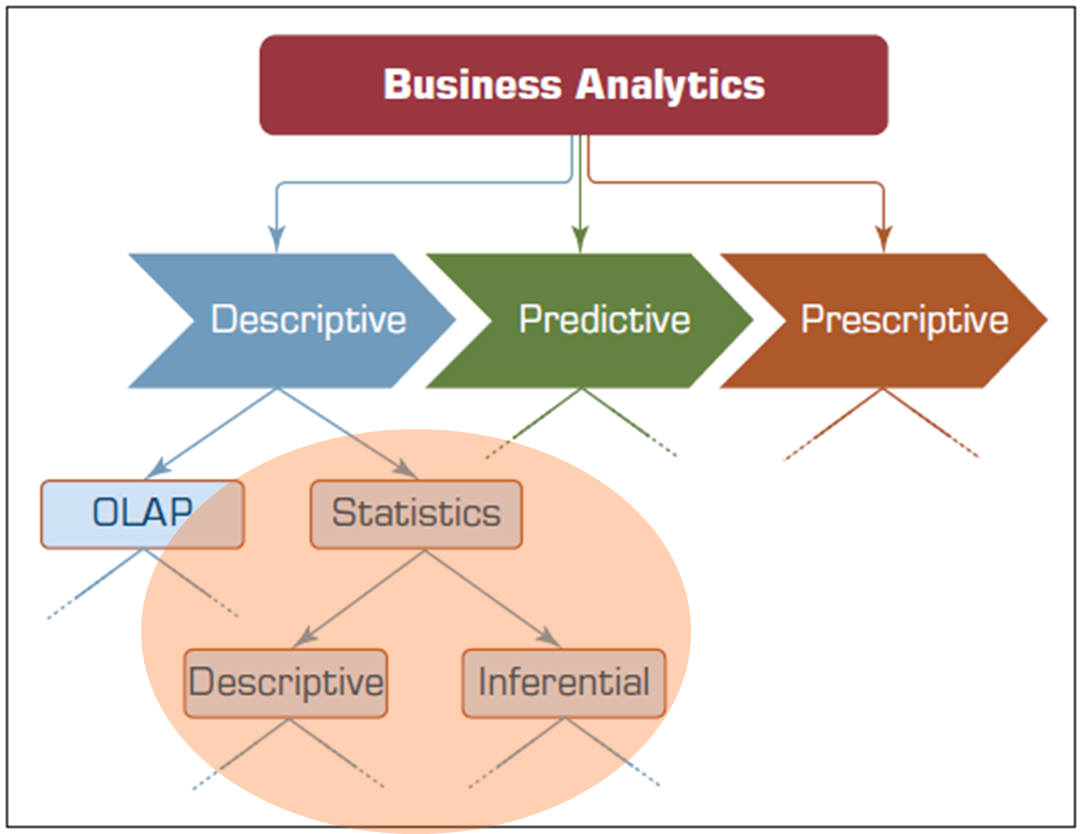 Business Analytics
Descriptive
Predictive
Prescriptive
OLAP
Statistics
Descriptive
Inferential